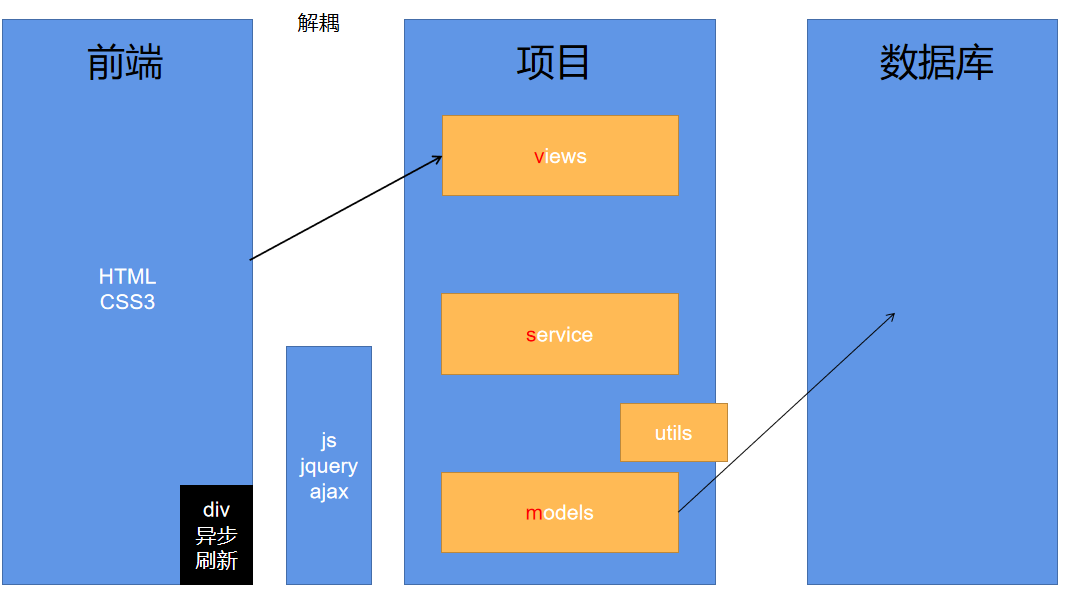 解耦
前端
HTML
CSS3
div
异步
刷新
js
jquery
ajax
项目
views
service
utils
models
数据库